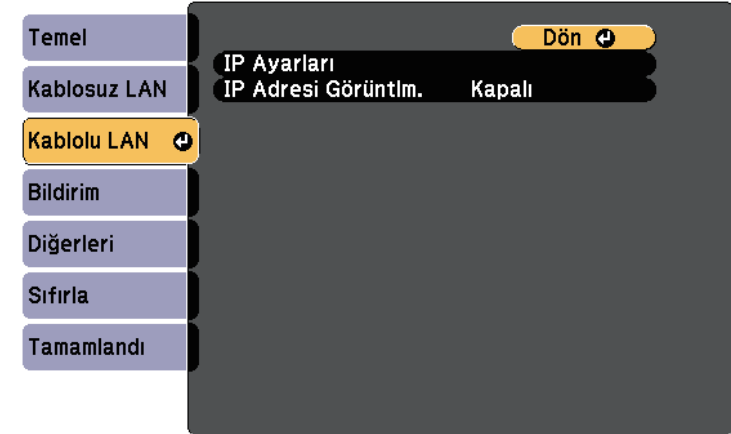 Temel
Kablosuz LAN
Kablolu LAN
Bildirim
Diğerleri
Sıfırla
Tamamlandı
Dön
IP Ayarları
IP Adresi Görüntlm. Kapalı